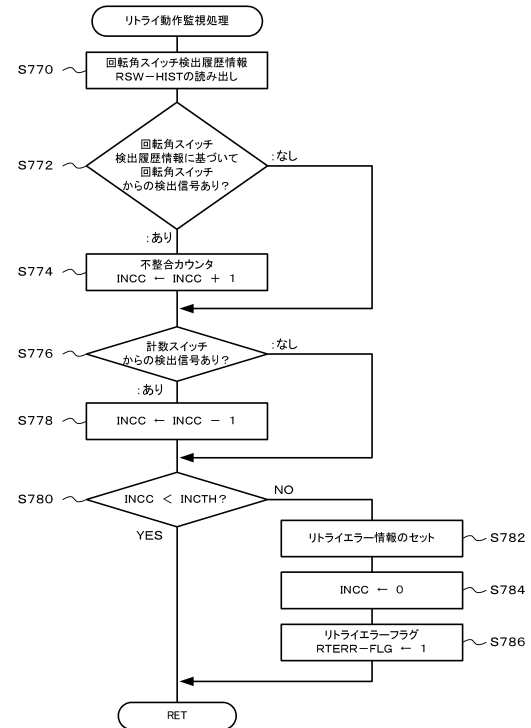 リトライ動作監視処理
S770
回転角スイッチ検出履歴情報
RSW－HISTの読み出し
S772
回転角スイッチ
検出履歴情報に基づいて
回転角スイッチ
からの検出信号あり？
：なし
：あり
S774
不整合カウンタ
INCC ← INCC ＋ 1
S776
計数スイッチ
からの検出信号あり？
：なし
：あり
S778
INCC ← INCC － 1
S780
INCC ＜ INCTH？
NO
YES
リトライエラー情報のセット
S782
INCC ← 0
S784
リトライエラーフラグ
RTERR－FLG ← 1
S786
RET